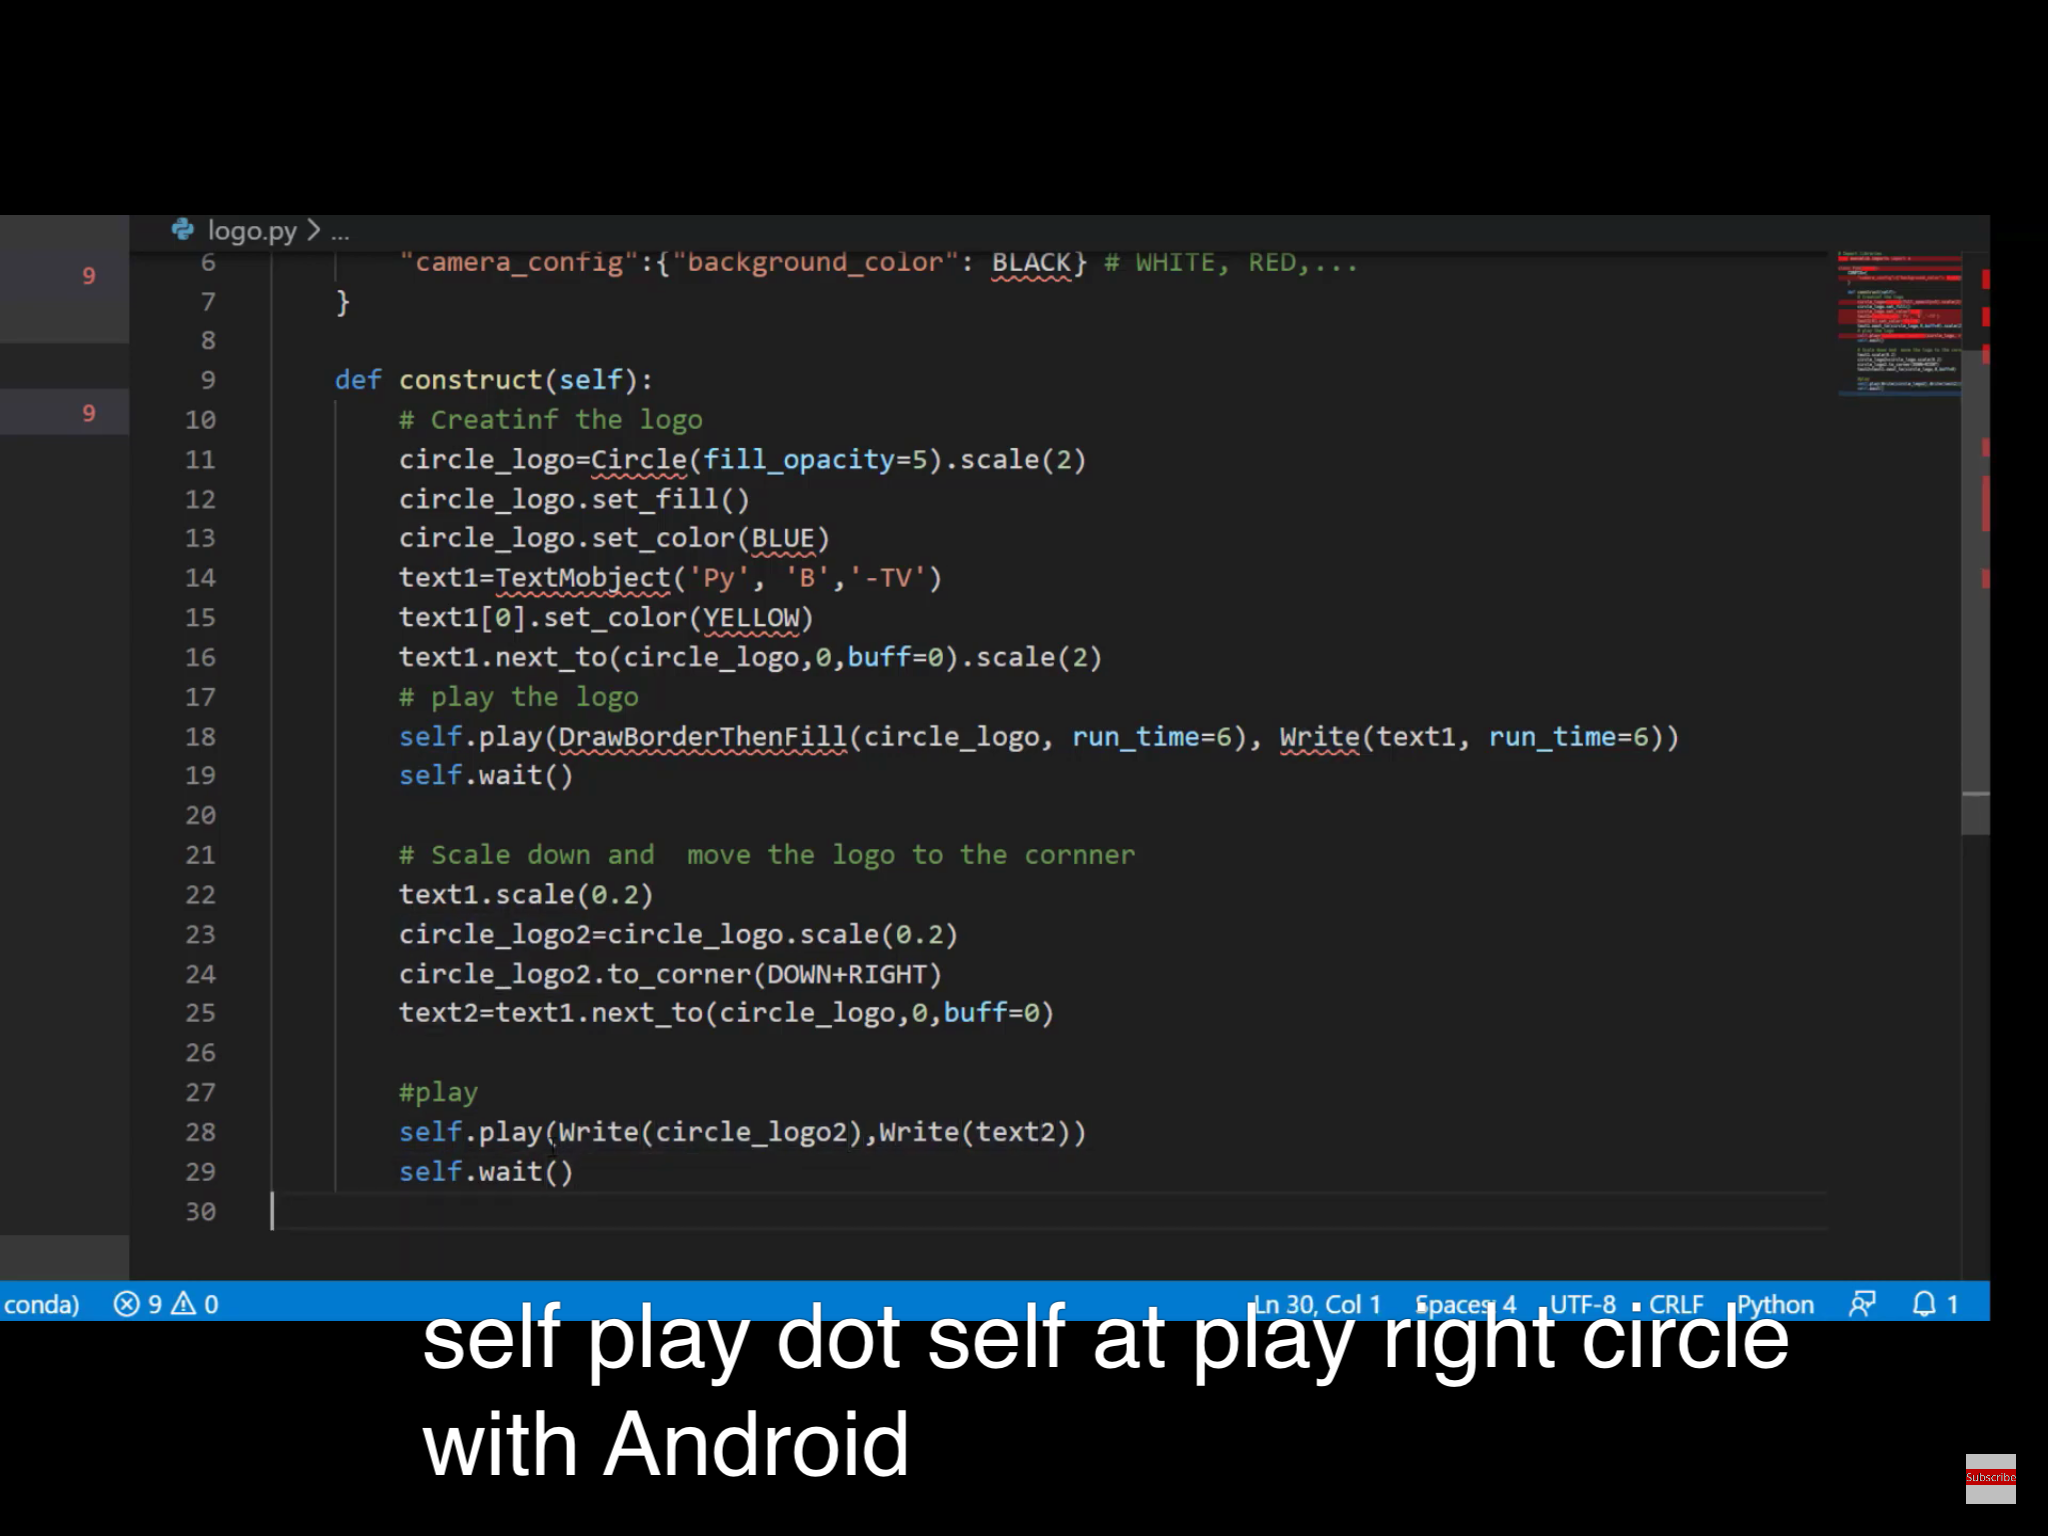 logo.py > ...
9
9
6 "camera_config":{"background_color": BLACK} # WHITE, RED,...
7 }
8
9 def construct(self):
10 # Creatinf the logo
11 circle_logo=Circle(fill_opacity=5).scale(2)
12 circle_logo.set_fill()
13 circle_logo.set_color(BLUE)
14 text1=TextMobject('Py', 'B','-TV')
15 text1[0].set_color(YELLOW)
16 text1.next_to(circle_logo,0,buff=0).scale(2)
17 # play the logo
18 self.play(DrawBorderThenFill(circle_logo, run_time=6), Write(text1, run_time=6))
19 self.wait()
20
21 # Scale down and  move the logo to the cornner
22 text1.scale(0.2)
23 circle_logo2=circle_logo.scale(0.2)
24 circle_logo2.to_corner(DOWN+RIGHT)
25 text2=text1.next_to(circle_logo,0,buff=0)
26
27 #play
28 self.play(Write(circle_logo2),Write(text2))
29 self.wait()
30
conda) 9 0 Ln 30, Col 1 Spaces: 4 UTF-8 CRLF Python 1
self play dot self at play right circle
with Android
Subscribe